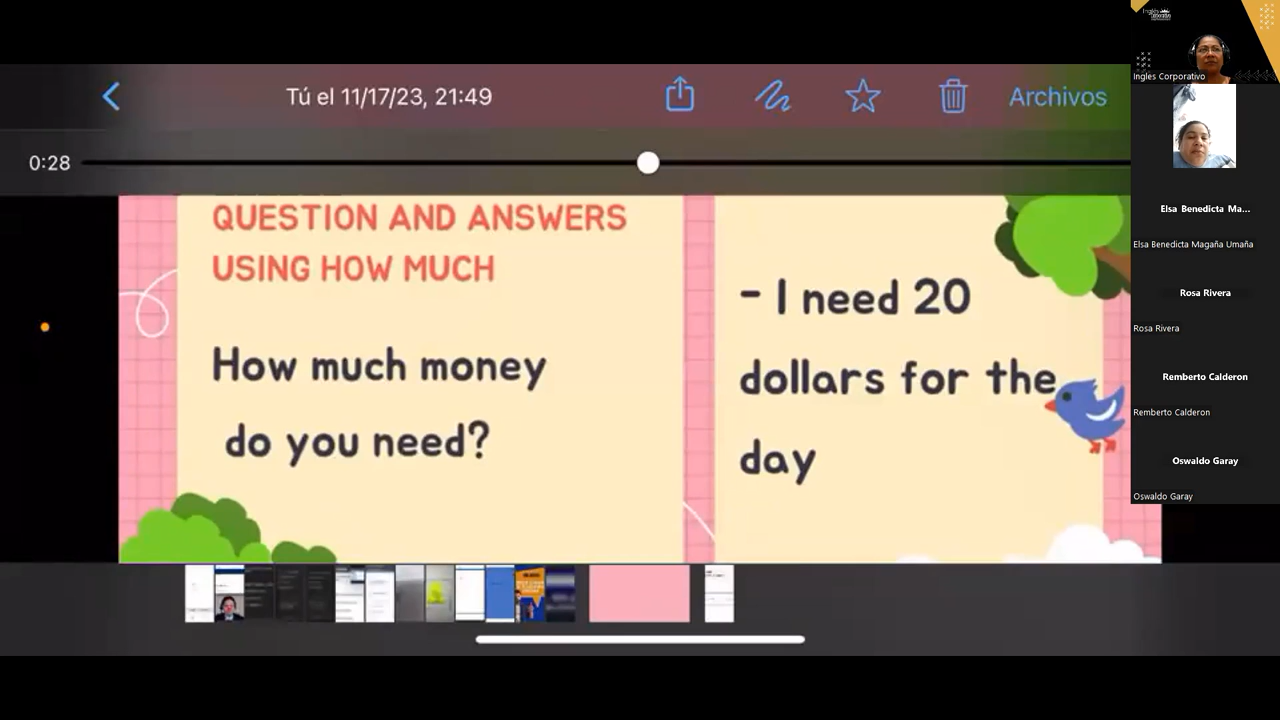 Tú el 11/17/23, 21:49
Archivos
0:28
QUESTION AND ANSWERS
USING HOW MUCH
How much money
do you need?
- I need 20
dollars for the
day
Ingles Corporativo
Elsa Benedicta Ma...
Elsa Benedicta Magaña Umaña
Rosa Rivera
Rosa Rivera
Remberto Calderon
Remberto Calderon
Oswaldo Garay
Oswaldo Garay